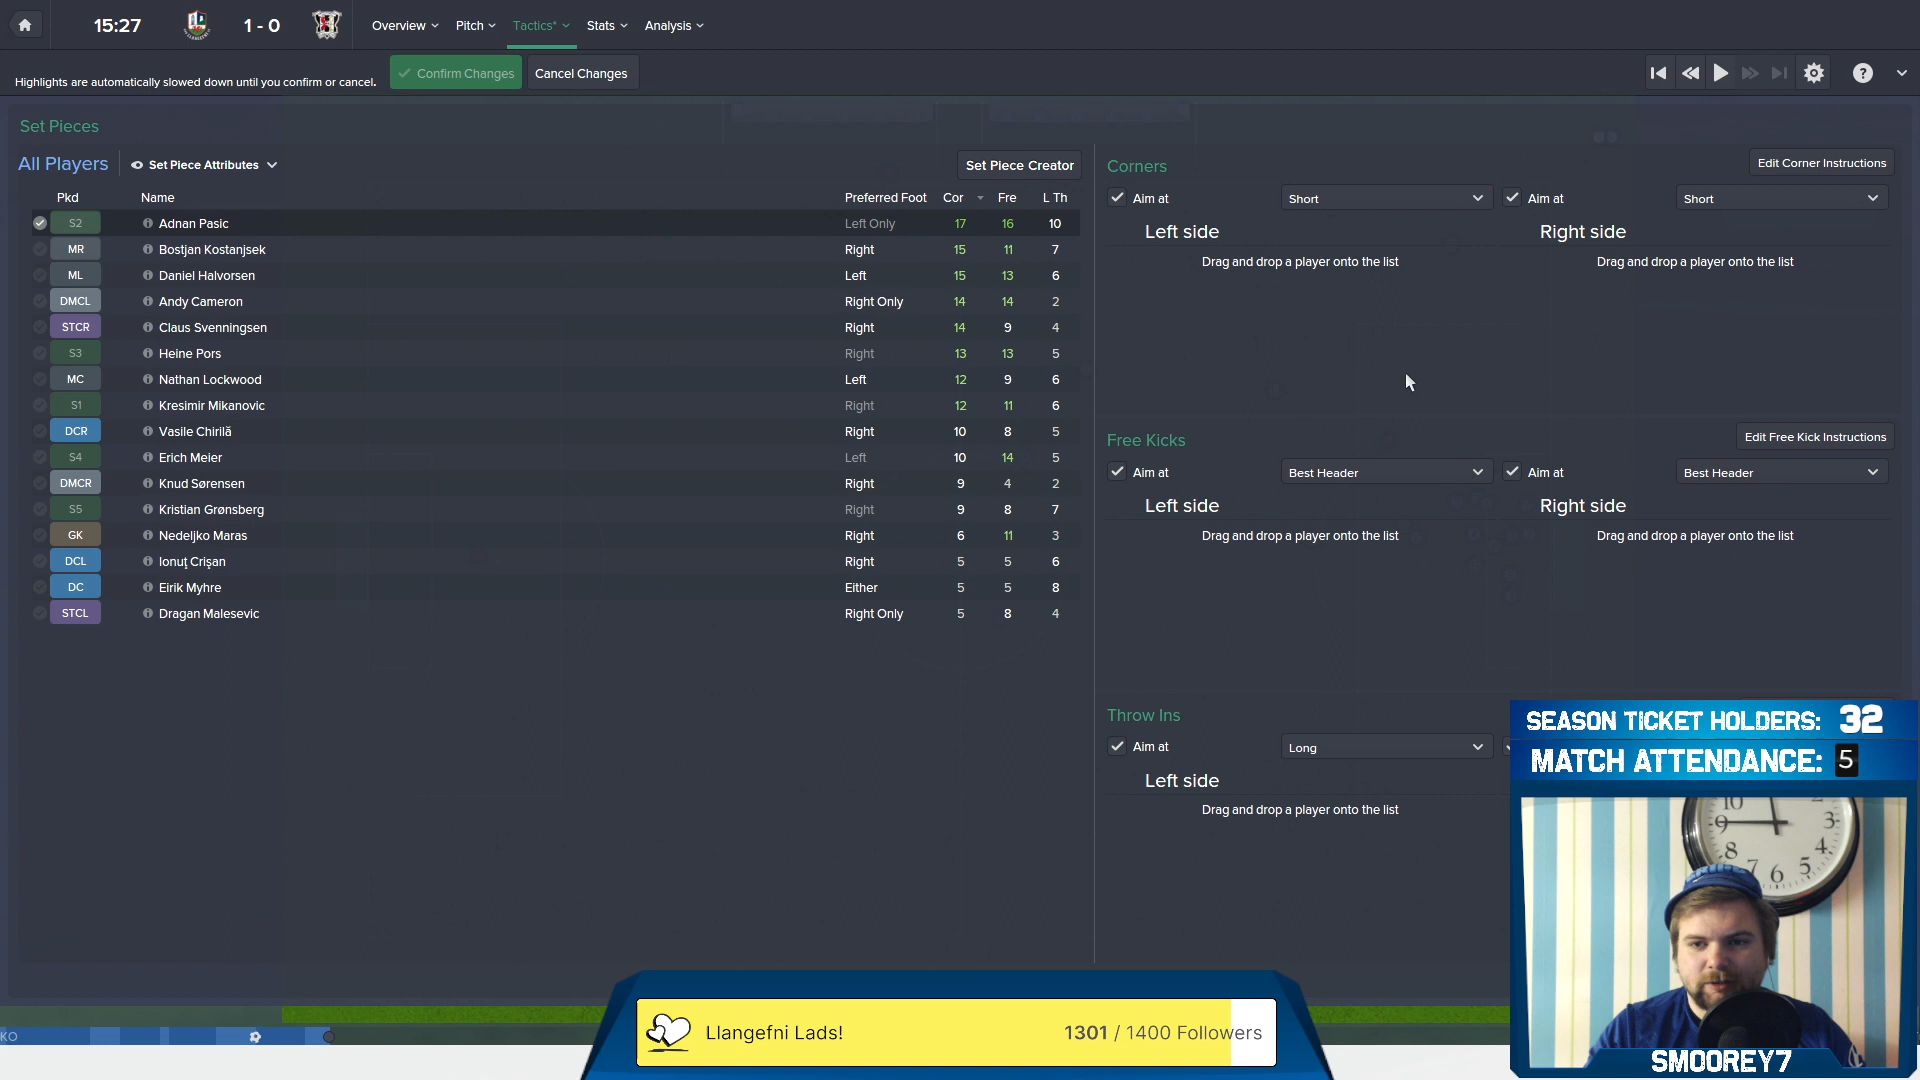 15:27
1 - 0
Overview
Pitch
Tactics*
Stats
Analysis
Highlights are automatically slowed down until you confirm or cancel.
Confirm Changes
Cancel Changes
?
Set Pieces
All Players
Set Piece Attributes
Set Piece Creator
Pkd Name Preferred Foot Cor Fre L Th
S2 Adnan Pasic Left Only 17 16 10
MR Bostjan Kostanjsek Right 15 11 7
ML Daniel Halvorsen Left 15 13 6
DMCL Andy Cameron Right Only 14 14 2
STCR Claus Svenningsen Right 14 9 4
S3 Heine Pors Right 13 13 5
MC Nathan Lockwood Left 12 9 6
S1 Kresimir Mikanovic Right 12 11 6
DCR Vasile Chirilă Right 10 8 5
S4 Erich Meier Left 10 14 5
DMCR Knud Sørensen Right 9 4 2
S5 Kristian Grønsberg Right 9 8 7
GK Nedeljko Maras Right 6 11 3
DCL Ionuţ Crişan Right 5 5 6
DC Eirik Myhre Either 5 5 8
STCL Dragan Malesevic Right Only 5 8 4
Corners
Edit Corner Instructions
Aim at Short Aim at Short
Left side Right side
Drag and drop a player onto the list Drag and drop a player onto the list
Free Kicks
Edit Free Kick Instructions
Aim at Best Header Aim at Best Header
Left side Right side
Drag and drop a player onto the list Drag and drop a player onto the list
Throw Ins
Aim at Long
Left side
Drag and drop a player onto the list
SEASON TICKET HOLDERS: 32
MATCH ATTENDANCE: 5
10
2
9
3
8
4
7
6
5
SMOOREY7
KO
Llangefni Lads!
1301 / 1400 Followers